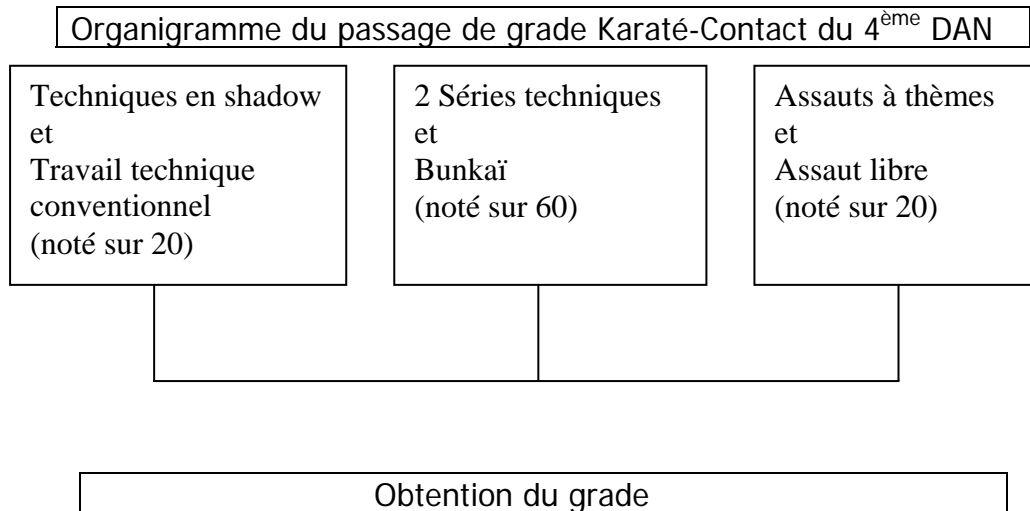 Organigramme du passage de grade Karaté-Contact du 4ème DAN
Techniques en shadow
et
Travail technique
conventionnel
(noté sur 20)
2 Séries techniques
et
Bunkaï
(noté sur 60)
Assauts à thèmes
et
Assaut libre
(noté sur 20)
Obtention du grade